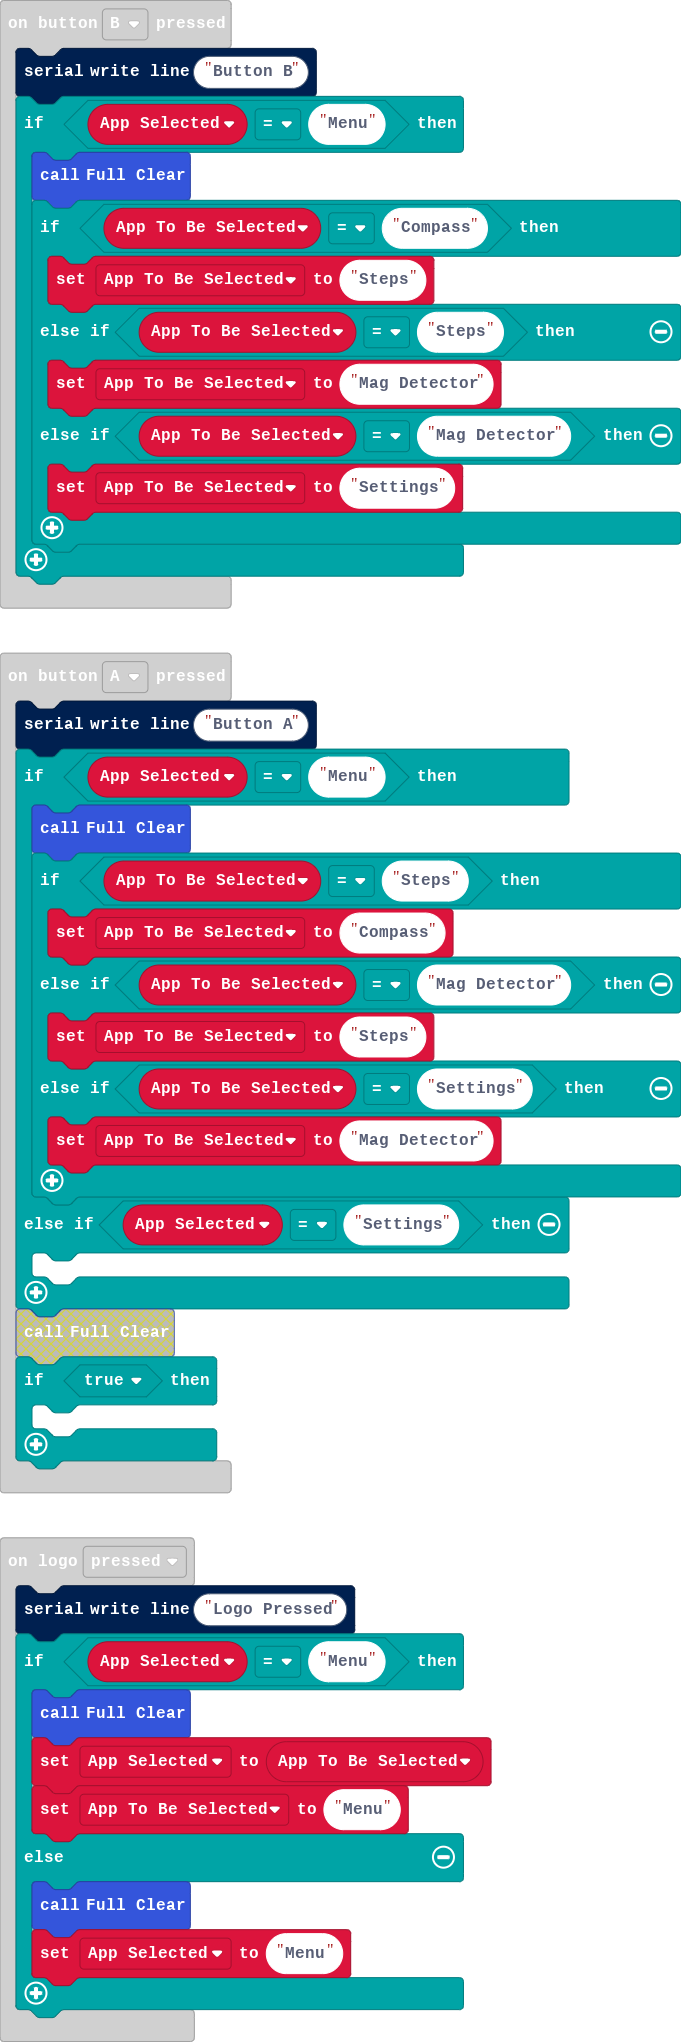 on button B pressed
serial write line "Button B"
if App Selected = "Menu" then
call Full Clear
if App To Be Selected = "Compass" then
set App To Be Selected to "Steps"
else if App To Be Selected = "Steps" then
set App To Be Selected to "Mag Detector"
else if App To Be Selected = "Mag Detector" then
set App To Be Selected to "Settings"
on button A pressed
serial write line "Button A"
if App Selected = "Menu" then
call Full Clear
if App To Be Selected = "Steps" then
set App To Be Selected to "Compass"
else if App To Be Selected = "Mag Detector" then
set App To Be Selected to "Steps"
else if App To Be Selected = "Settings" then
set App To Be Selected to "Mag Detector"
else if App Selected = "Settings" then
call Full Clear
if true then
on logo pressed
serial write line "Logo Pressed"
if App Selected = "Menu" then
call Full Clear
set App Selected to App To Be Selected
set App To Be Selected to "Menu"
else
call Full Clear
set App Selected to "Menu"